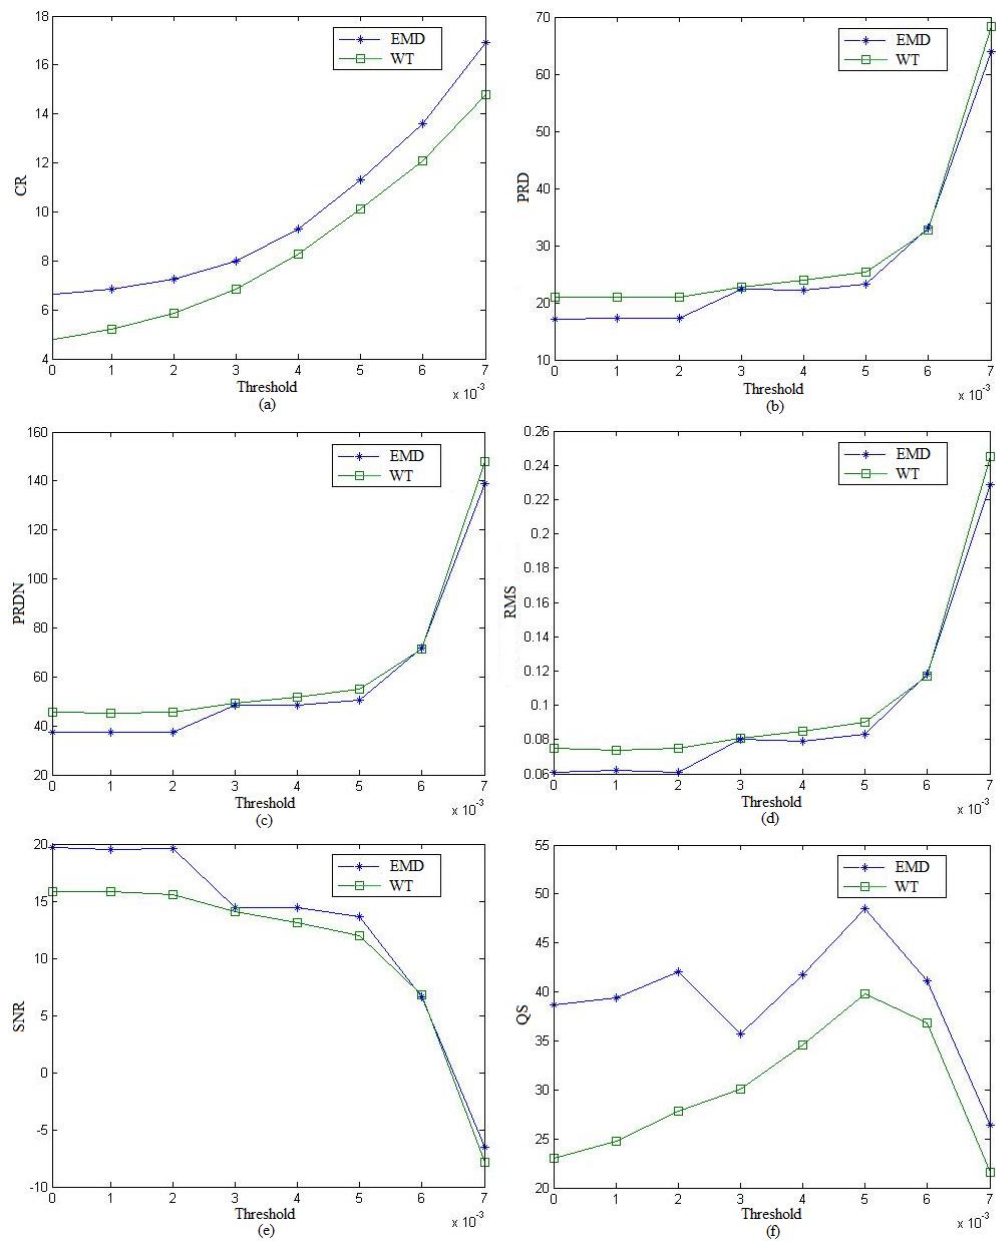 18
16
14
12
10
8
6
4
CR
EMD
WT
0 1 2 3 4 5 6 7
Threshold
x 10⁻³
(a)
70
60
50
40
30
20
10
PRD
EMD
WT
0 1 2 3 4 5 6 7
Threshold
x 10⁻³
(b)
160
140
120
100
80
60
40
20
PRDN
EMD
WT
0 1 2 3 4 5 6 7
Threshold
x 10⁻³
(c)
0.26
0.24
0.22
0.2
0.18
0.16
0.14
0.12
0.1
0.08
0.06
RMS
EMD
WT
0 1 2 3 4 5 6 7
Threshold
x 10⁻³
(d)
20
15
10
5
0
-5
-10
SNR
EMD
WT
0 1 2 3 4 5 6 7
Threshold
x 10⁻³
(e)
55
50
45
40
35
30
25
20
QS
EMD
WT
0 1 2 3 4 5 6 7
Threshold
x 10⁻³
(f)